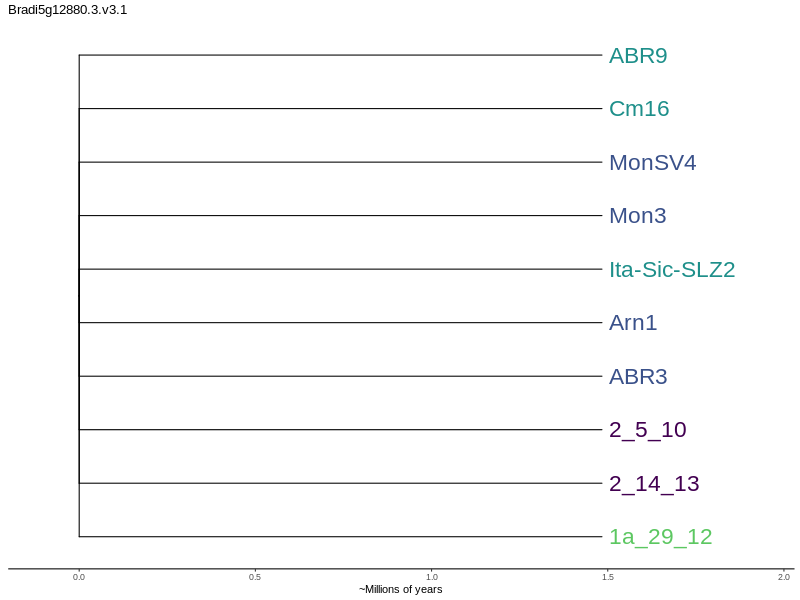 Bradi5g12880.3.v3.1
ABR9
Cm16
MonSV4
Mon3
Ita-Sic-SLZ2
Arn1
ABR3
2_5_10
2_14_13
1a_29_12
0.0 0.5 1.0 1.5 2.0
~Millions of years